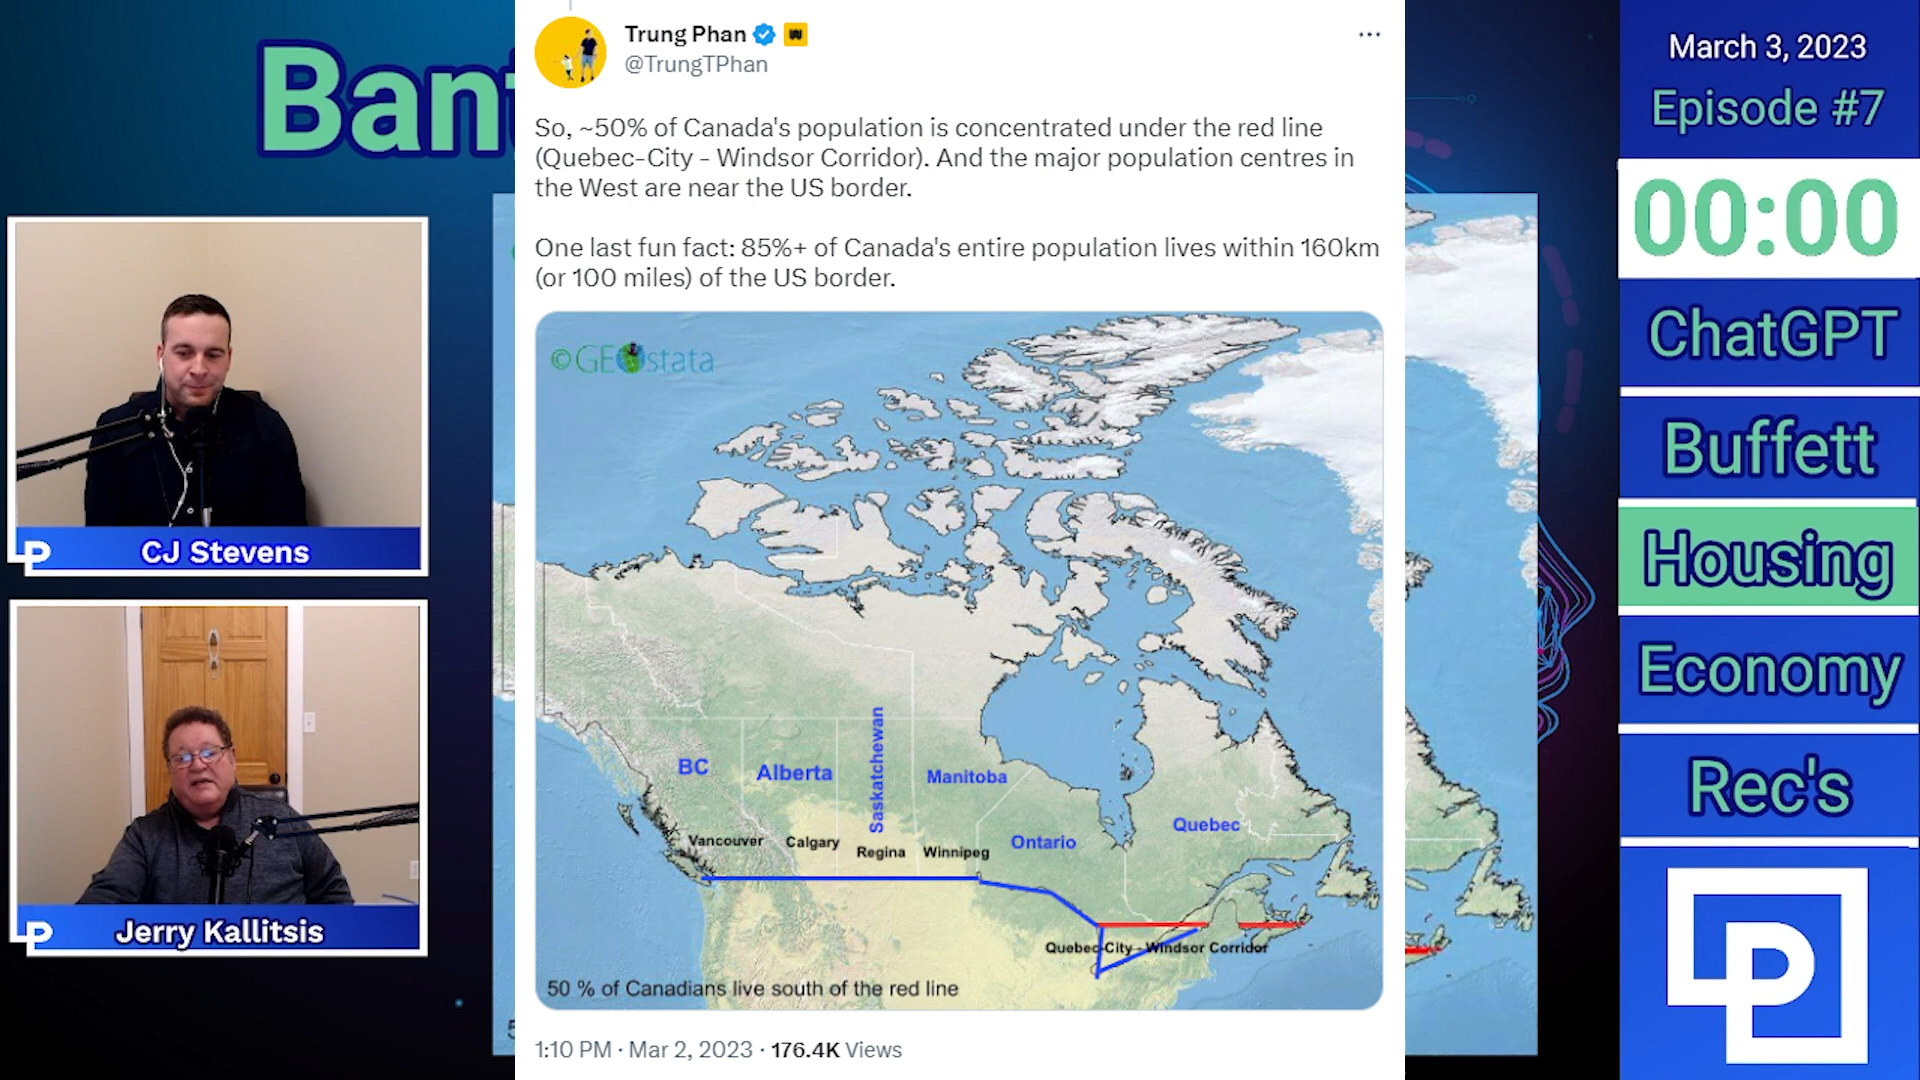 Bant
CJ Stevens
Jerry Kallitsis
Trung Phan
@TrungTPhan
So, ~50% of Canada's population is concentrated under the red line
(Quebec-City - Windsor Corridor). And the major population centres in
the West are near the US border.
One last fun fact: 85%+ of Canada's entire population lives within 160km
(or 100 miles) of the US border.
© GEOstata
BC
Alberta
Saskatchewan
Manitoba
Ontario
Quebec
Vancouver
Calgary
Regina
Winnipeg
Quebec-City - Windsor Corridor
50 % of Canadians live south of the red line
1:10 PM · Mar 2, 2023 · 176.4K Views
March 3, 2023
Episode #7
00:00
ChatGPT
Buffett
Housing
Economy
Rec's